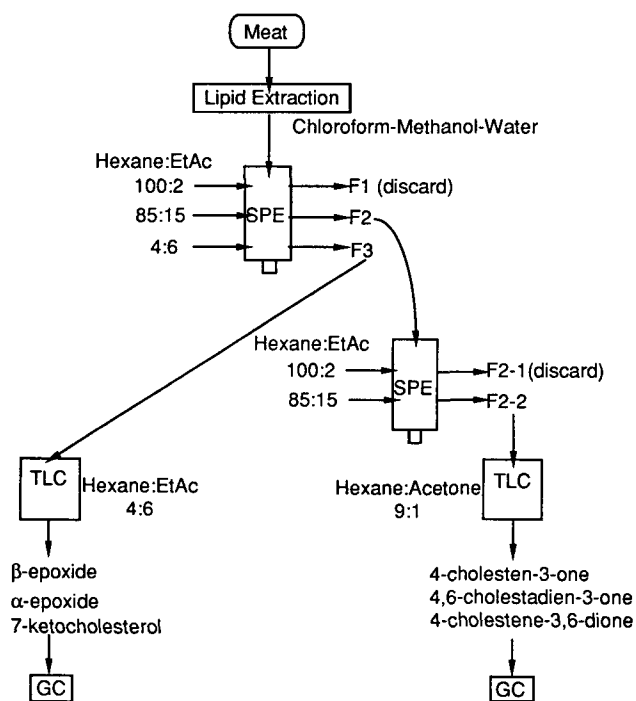 Meat
Lipid Extraction
Chloroform-Methanol-Water
Hexane:EtAc
100:2
85:15
4:6
SPE
F1 (discard)
F2
F3
Hexane:EtAc
100:2
85:15
SPE
F2-1(discard)
F2-2
TLC
Hexane:EtAc
4:6
TLC
Hexane:Acetone
9:1
β-epoxide
α-epoxide
7-ketocholesterol
GC
4-cholesten-3-one
4,6-cholestadien-3-one
4-cholestene-3,6-dione
GC